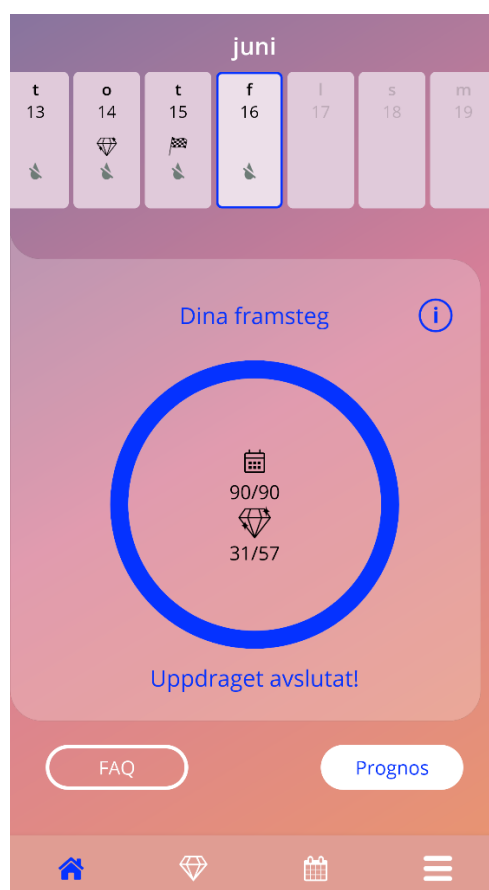 juni
t o t f l s m
13 14 15 16 17 18 19
Dina framsteg
i
90/90
31/57
Uppdraget avslutat!
FAQ Prognos